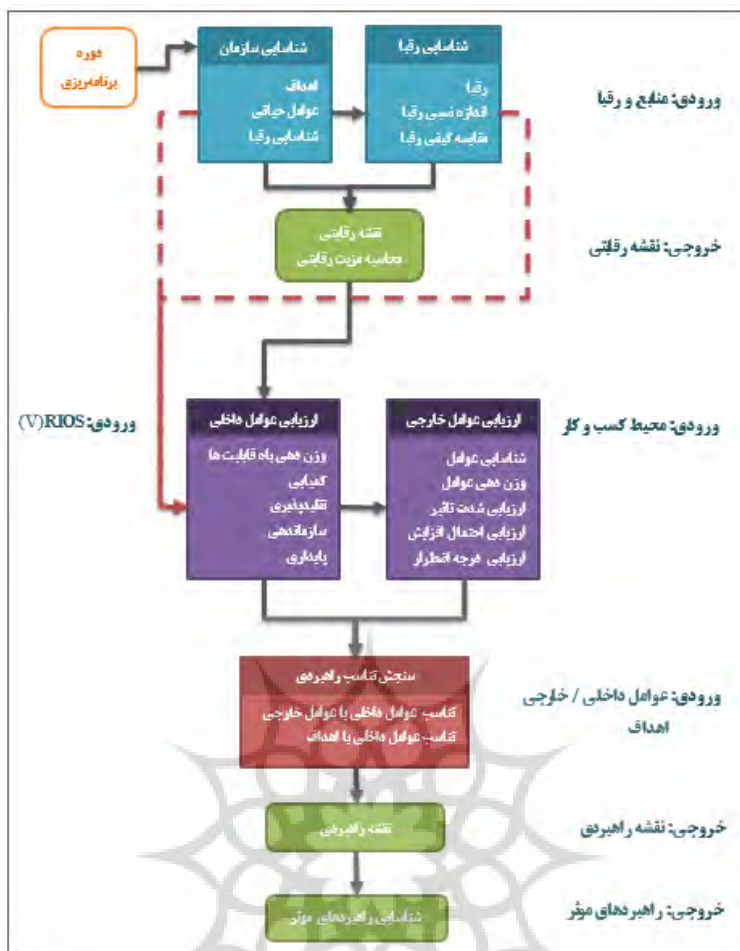 دوره
برنامه‌ریزی
شناسایی سازمان
اهداف
عوامل حیاتی
شناسایی رقبا
شناسایی رقبا
رقبا
اندازه نسبی رقبا
مقایسه کیفی رقبا
ورودی: منابع و رقبا
نقشه رقابتی
محاسبه مزیت رقابتی
خروجی: نقشه رقابتی
ورودی: RIOS(V)
ارزیابی عوامل داخلی
وزن دهی به قابلیت ها
کمیابی
تقلیدپذیری
سازماندهی
پایداری
ارزیابی عوامل خارجی
شناسایی عوامل
وزن دهی عوامل
ارزیابی شدت تاثیر
ارزیابی احتمال افزایش
ارزیابی درجه اضطرار
ورودی: محیط کسب و کار
سنجش تناسب راهبردی
تناسب عوامل داخلی با عوامل خارجی
تناسب عوامل داخلی با اهداف
ورودی: عوامل داخلی / خارجی
اهداف
نقشه راهبردی
خروجی: نقشه راهبردی
شناسایی راهبردهای موثر
خروجی: راهبردهای موثر